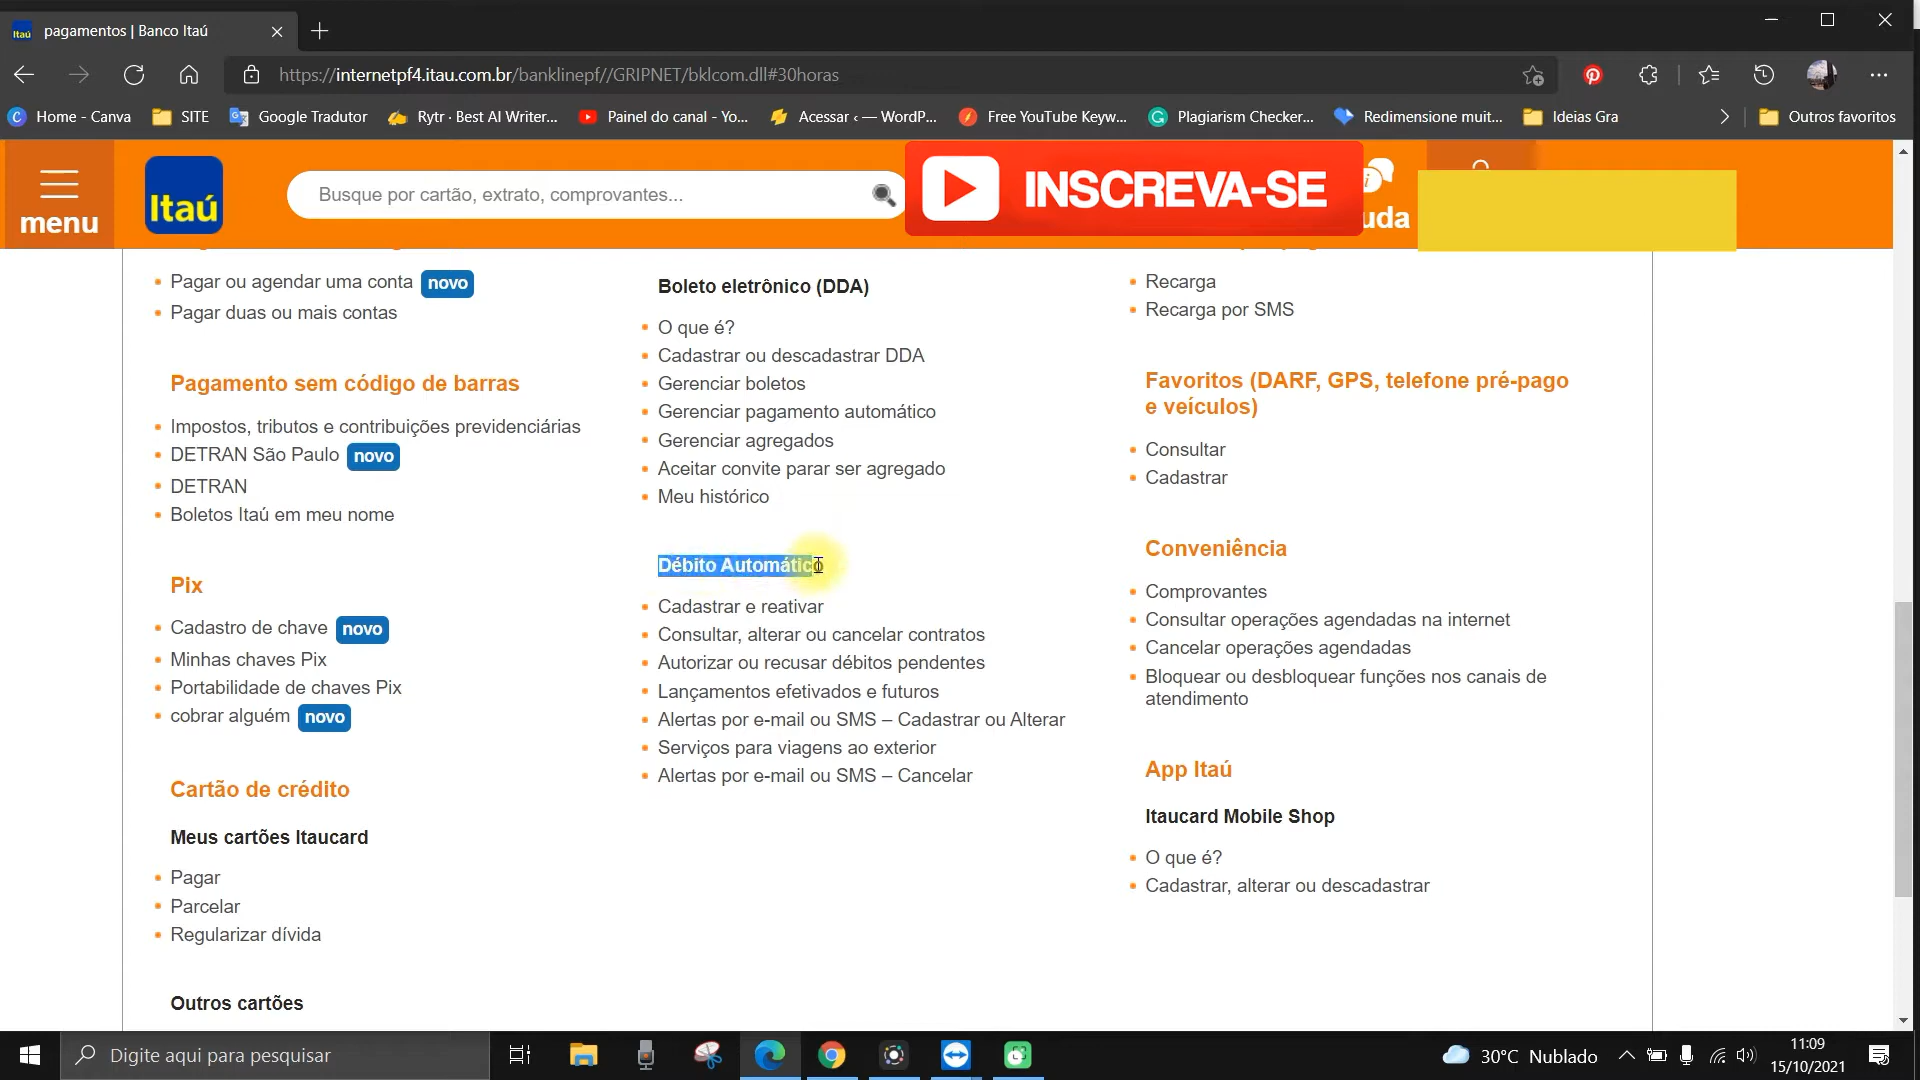 pagamentos | Banco Itaú
https://internetpf4.itau.com.br/banklinepf//GRIPNET/bklcom.dll#30horas
Home - Canva
SITE
Google Tradutor
Rytr · Best AI Writer...
Painel do canal - Yo...
Acessar ‹ — WordP...
Free YouTube Keyw...
Plagiarism Checker...
Redimensione muit...
Ideias Gra
Outros favoritos
menu
Itaú
Busque por cartão, extrato, comprovantes...
INSCREVA-SE
uda
Pagar ou agendar uma conta novo
Pagar duas ou mais contas
Pagamento sem código de barras
Impostos, tributos e contribuições previdenciárias
DETRAN São Paulo novo
DETRAN
Boletos Itaú em meu nome
Pix
Cadastro de chave novo
Minhas chaves Pix
Portabilidade de chaves Pix
cobrar alguém novo
Cartão de crédito
Meus cartões Itaucard
Pagar
Parcelar
Regularizar dívida
Outros cartões
Boleto eletrônico (DDA)
O que é?
Cadastrar ou descadastrar DDA
Gerenciar boletos
Gerenciar pagamento automático
Gerenciar agregados
Aceitar convite parar ser agregado
Meu histórico
Débito Automático
Cadastrar e reativar
Consultar, alterar ou cancelar contratos
Autorizar ou recusar débitos pendentes
Lançamentos efetivados e futuros
Alertas por e-mail ou SMS – Cadastrar ou Alterar
Serviços para viagens ao exterior
Alertas por e-mail ou SMS – Cancelar
Recarga
Recarga por SMS
Favoritos (DARF, GPS, telefone pré-pago
e veículos)
Consultar
Cadastrar
Conveniência
Comprovantes
Consultar operações agendadas na internet
Cancelar operações agendadas
Bloquear ou desbloquear funções nos canais de
atendimento
App Itaú
Itaucard Mobile Shop
O que é?
Cadastrar, alterar ou descadastrar
Digite aqui para pesquisar
30°C Nublado
11:09
15/10/2021